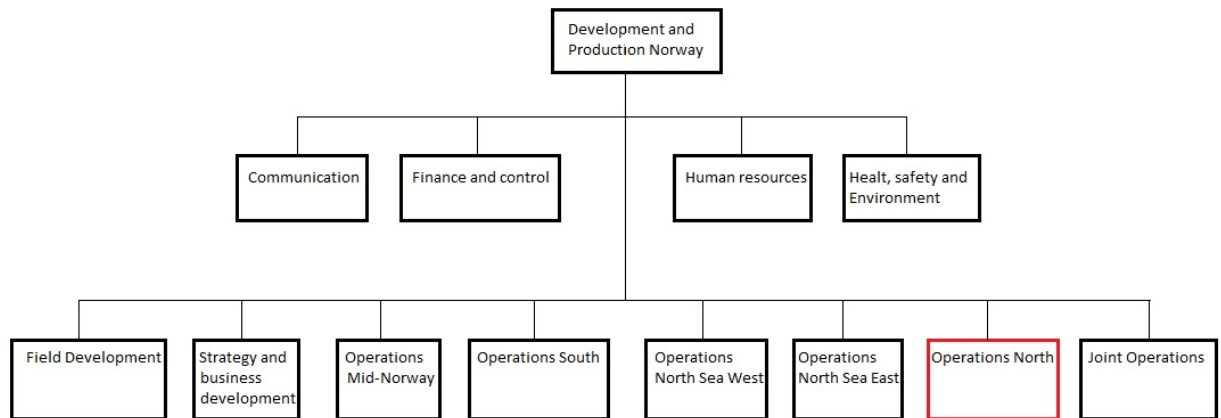 Development and
Production Norway
Communication
Finance and control
Human resources
Healt, safety and
Environment
Field Development
Strategy and
business
development
Operations
Mid-Norway
Operations South
Operations
North Sea West
Operations
North Sea East
Operations North
Joint Operations